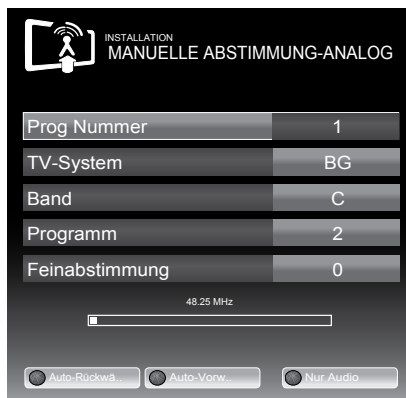 INSTALLATION
MANUELLE ABSTIMMUNG-ANALOG
Prog Nummer 1
TV-System BG
Band C
Programm 2
Feinabstimmung 0
48.25 MHz
Auto-Rückwä.. Auto-Vorw.. Nur Audio